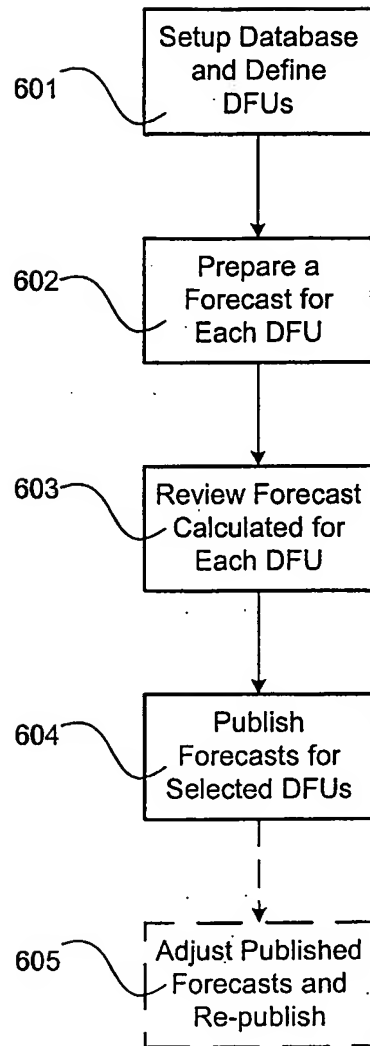 601
Setup Database
and Define
DFUs
602
Prepare a
Forecast for
Each DFU
603
Review Forecast
Calculated for
Each DFU
604
Publish
Forecasts for
Selected DFUs
605
Adjust Published
Forecasts and
Re-publish